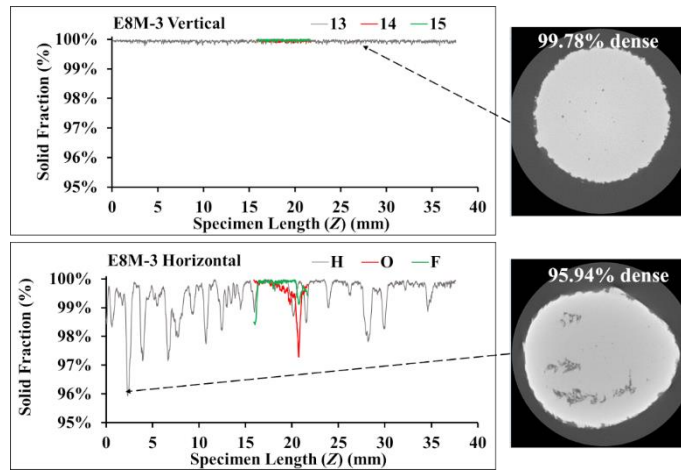 E8M-3 Vertical
13 14 15
100%
99%
98%
97%
96%
95%
Solid Fraction (%)
0 5 10 15 20 25 30 35 40
Specimen Length (Z) (mm)
99.78% dense
E8M-3 Horizontal
H O F
100%
99%
98%
97%
96%
95%
Solid Fraction (%)
0 5 10 15 20 25 30 35 40
Specimen Length (Z) (mm)
95.94% dense